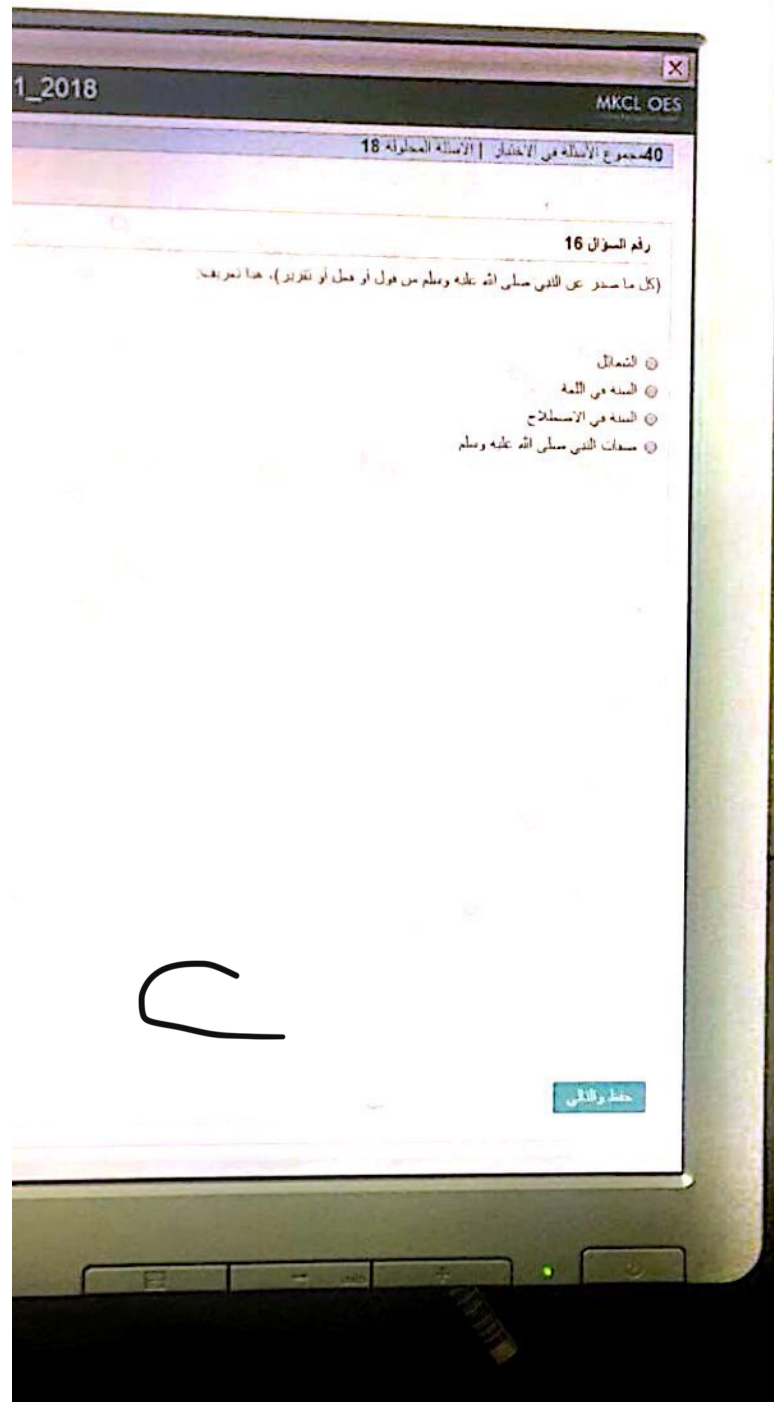 1_2018
MKCL OES
40مجموع الأسئلة في الاختبار | الأسئلة المحلولة 18
رقم السؤال 16
(كل ما صدر عن النبي صلى الله عليه وسلم من قول أو فعل أو تقرير)، هذا تعريف:
الشمائل
السنة في اللغة
السنة في الاصطلاح
صفات النبي صلى الله عليه وسلم
C
حفظ والتالي